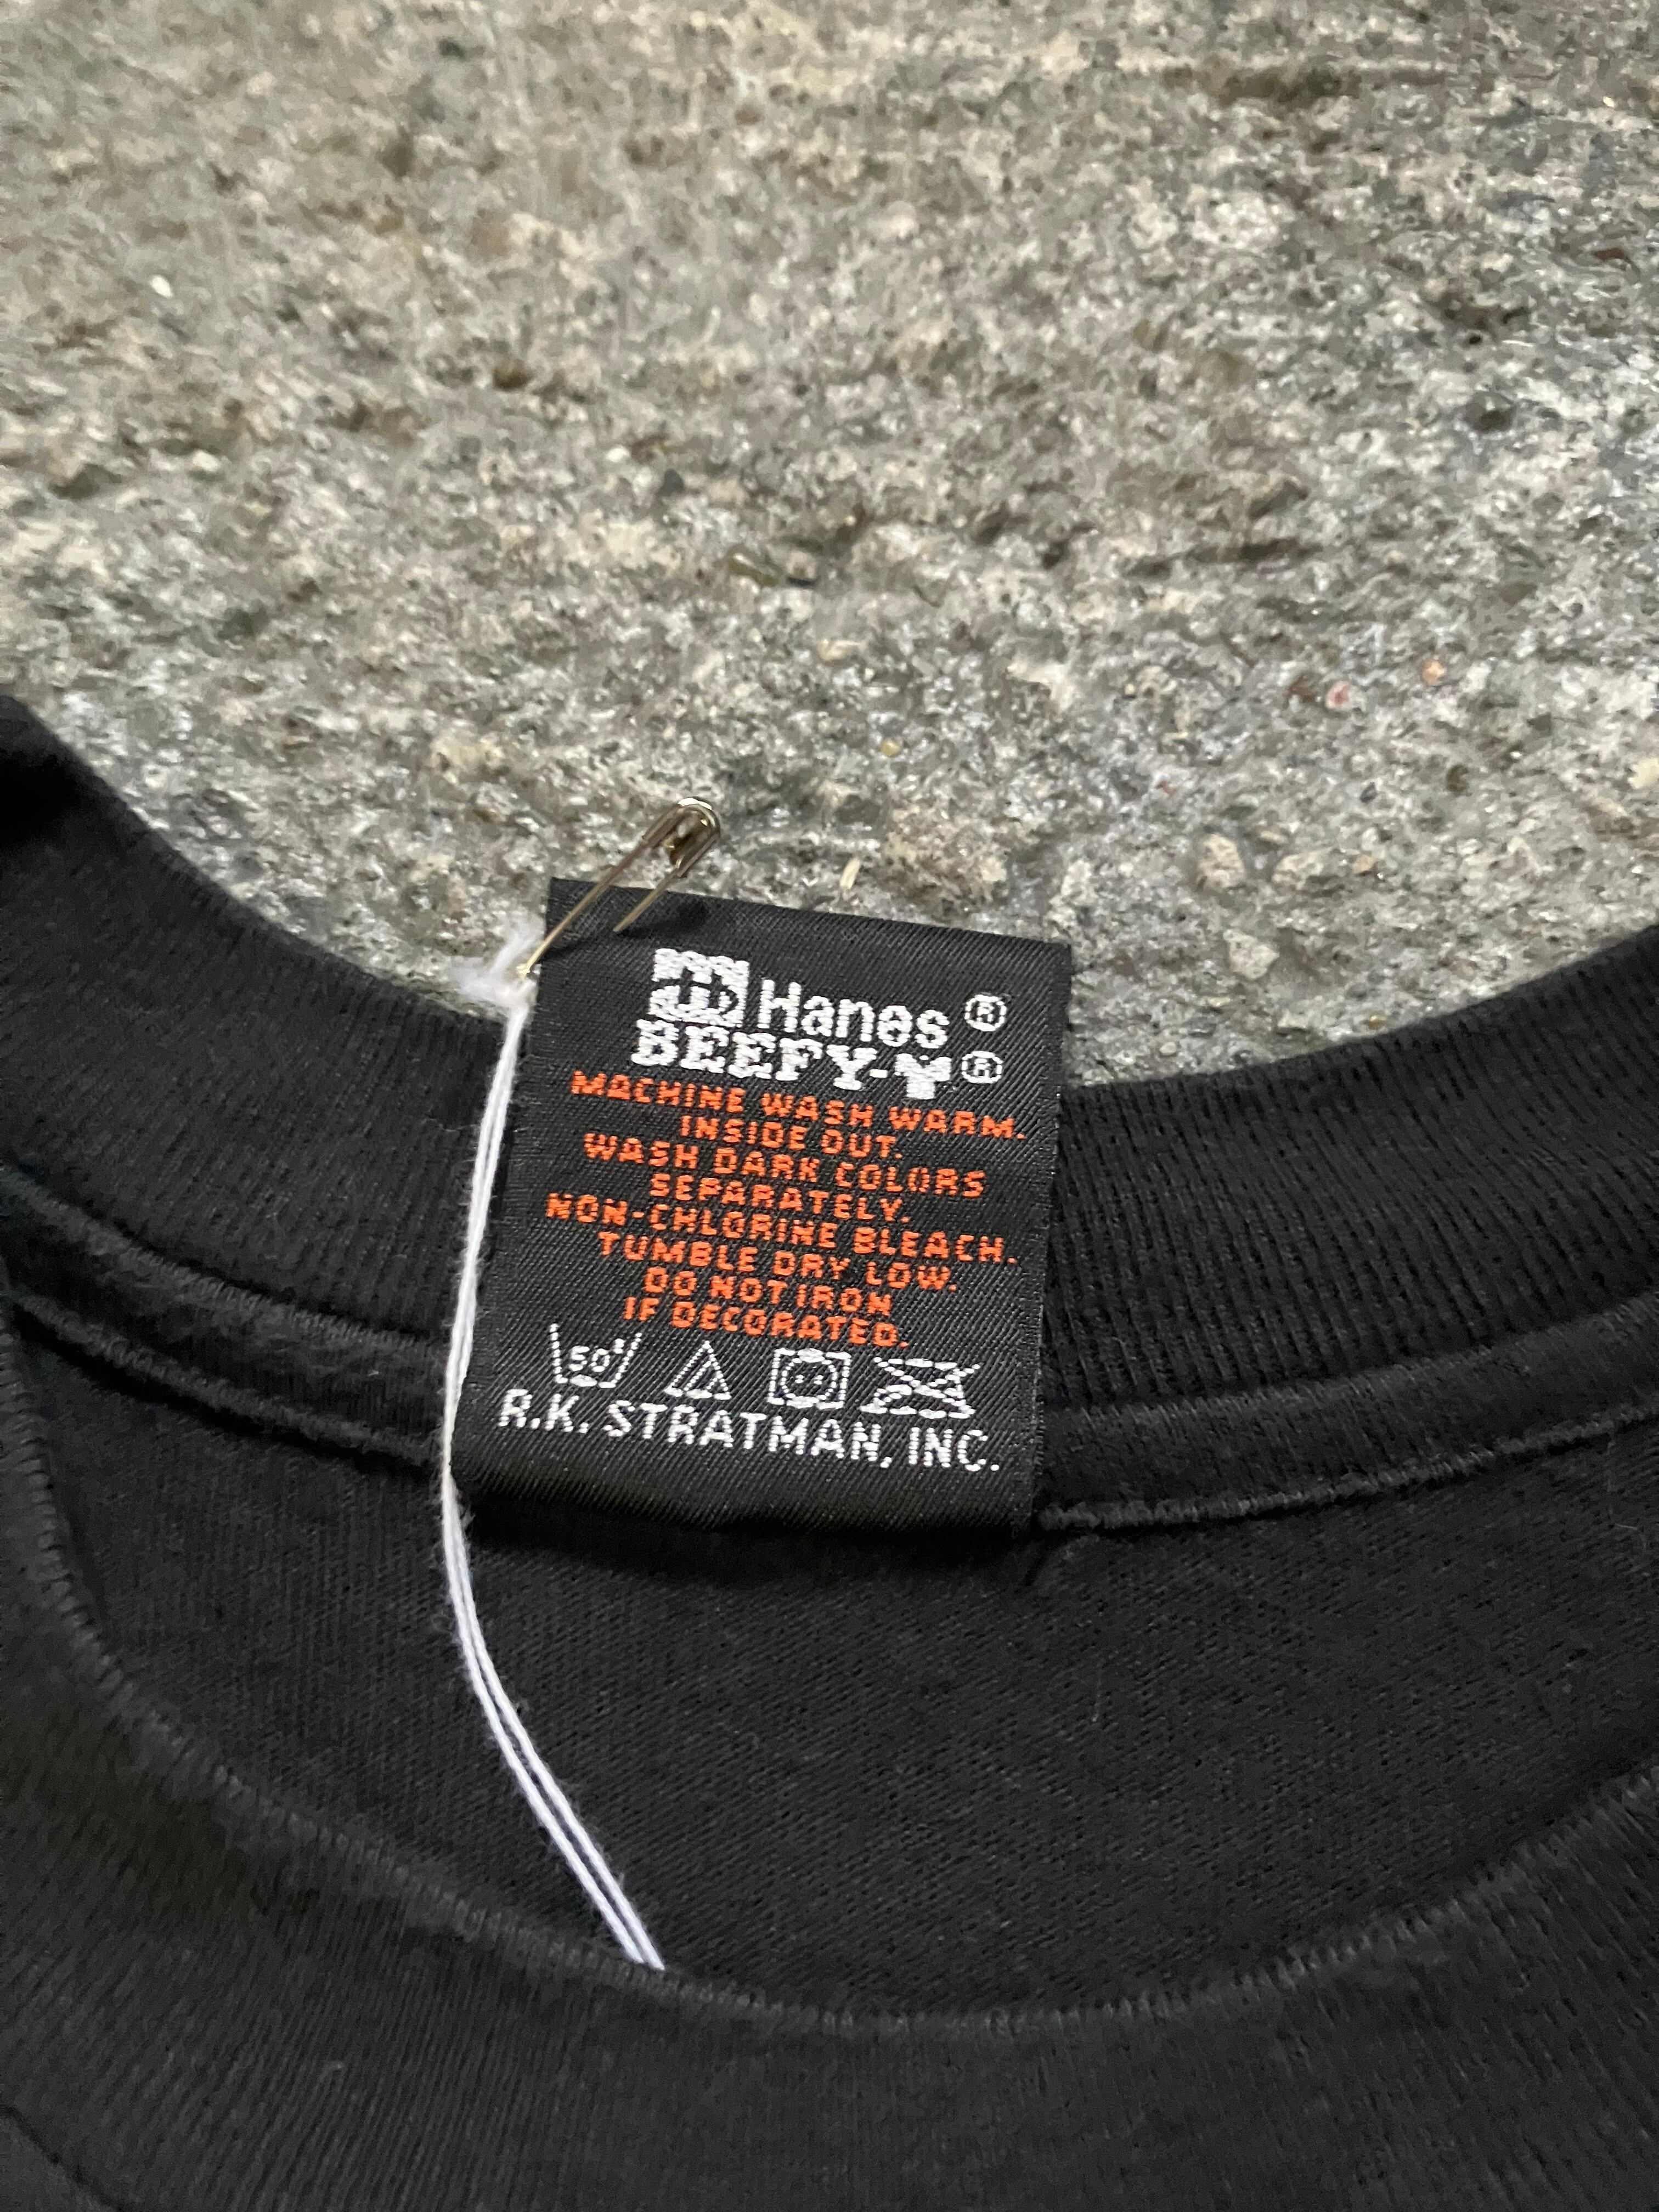 Hanes®
BEEFY-T®
MACHINE WASH WARM.
INSIDE OUT.
WASH DARK COLORS
SEPARATELY.
NON-CHLORINE BLEACH.
TUMBLE DRY LOW.
DO NOT IRON
IF DECORATED.
50
R.K. STRATMAN, INC.